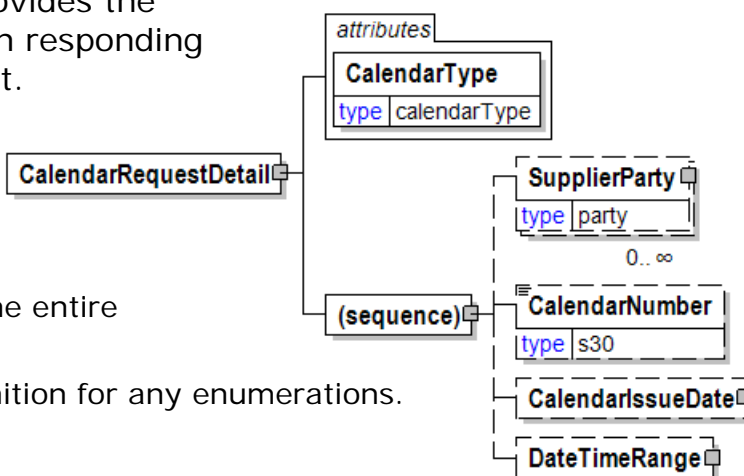 ovides the
n responding
t.
attributes
CalendarType
type calendarType
CalendarRequestDetail
SupplierParty
type party
0.. ∞
ne entire
(sequence)
CalendarNumber
type s30
nition for any enumerations.
CalendarIssueDate
DateTimeRange